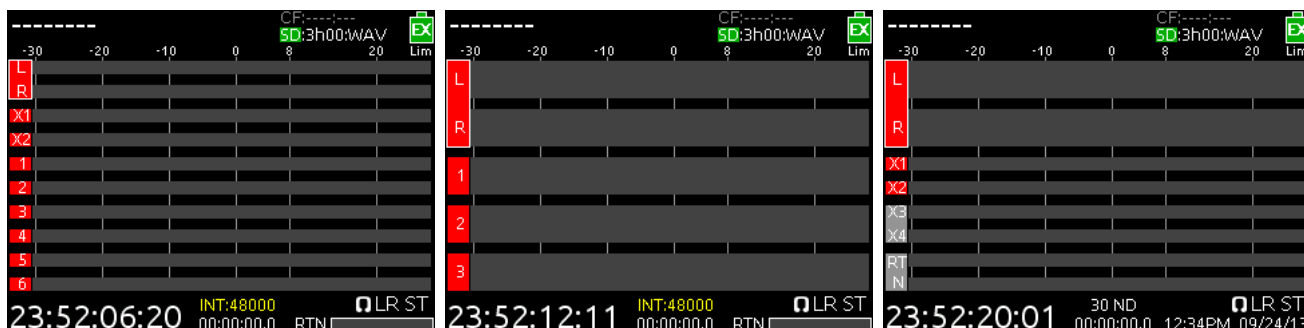 --------
CF:----:---
SD:3h00:WAV
EX
-30 -20 -10 0 8 20 Lim
L
R
X1
X2
1
2
3
4
5
6
23:52:06:20
INT:48000
LR ST
00:00:00.0 RTN
--------
CF:----:---
SD:3h00:WAV
EX
-30 -20 -10 0 8 20 Lim
L
R
1
2
3
23:52:12:11
INT:48000
LR ST
00:00:00.0 RTN
--------
CF:----:---
SD:3h00:WAV
EX
-30 -20 -10 0 8 20 Lim
L
R
X1
X2
X3
X4
RT
N
23:52:20:01
30 ND
LR ST
00:00:00.0 12:34PM 09/24/1